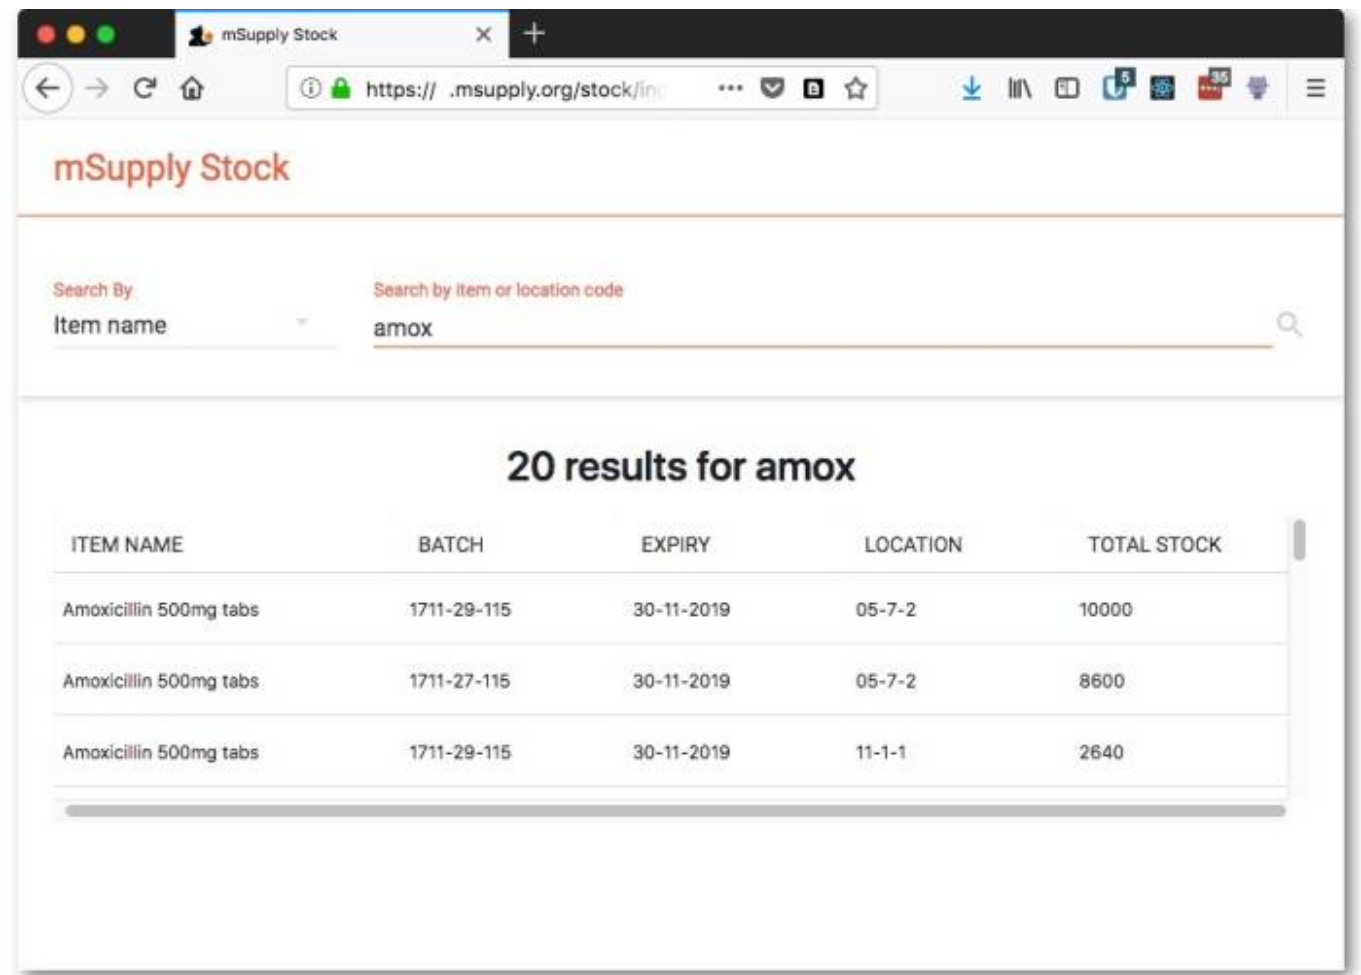 mSupply Stock
https:// .msupply.org/stock/in
5
35
mSupply Stock
Search By
Search by item or location code
Item name
amox
20 results for amox
ITEM NAME BATCH EXPIRY LOCATION TOTAL STOCK
Amoxicillin 500mg tabs 1711-29-115 30-11-2019 05-7-2 10000
Amoxicillin 500mg tabs 1711-27-115 30-11-2019 05-7-2 8600
Amoxicillin 500mg tabs 1711-29-115 30-11-2019 11-1-1 2640